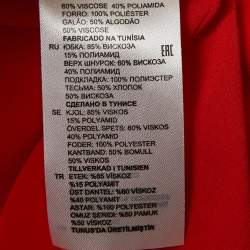 60% VISCOSE 40% POLIAMIDA
FORRO: 100% POLIÉSTER
GALÃO: 50% ALGODÃO
50% VISCOSE
FABRICADO NA TUNÍSIA
RU ЮБКА: 85% ВИСКОЗА
15% ПОЛИАМИД
ВЕРХ ШНУРОК: 60% ВИСКОЗА
40% ПОЛИАМИД
ПОДКЛАДКА: 100% ПОЛИЭСТЕР
ТЕСЬМА: 50% ХЛОПОК
50% ВИСКОЗА
СДЕЛАНО В ТУНИСЕ
SE KJOL: 85% VISKOS
15% POLYAMID
ÖVERDEL SPETS: 60% VISKOS
40% POLYAMID
FODER: 100% POLYESTER
KANTBAND: 50% BOMULL
50% VISKOS
TILLVERKAD I TUNISIEN
TR ETEK: %85 VİSKOZ
%15 POLYAMİT
ÜST DANTEL: %60 VİSKOZ
%40 POLYAMİT
ASTAR: %100 POLYESTER
OMUZ ŞERİDİ: %50 PAMUK
%50 VİSKOZ
TUNUS'DA ÜRETİLMİŞTİR
EAC